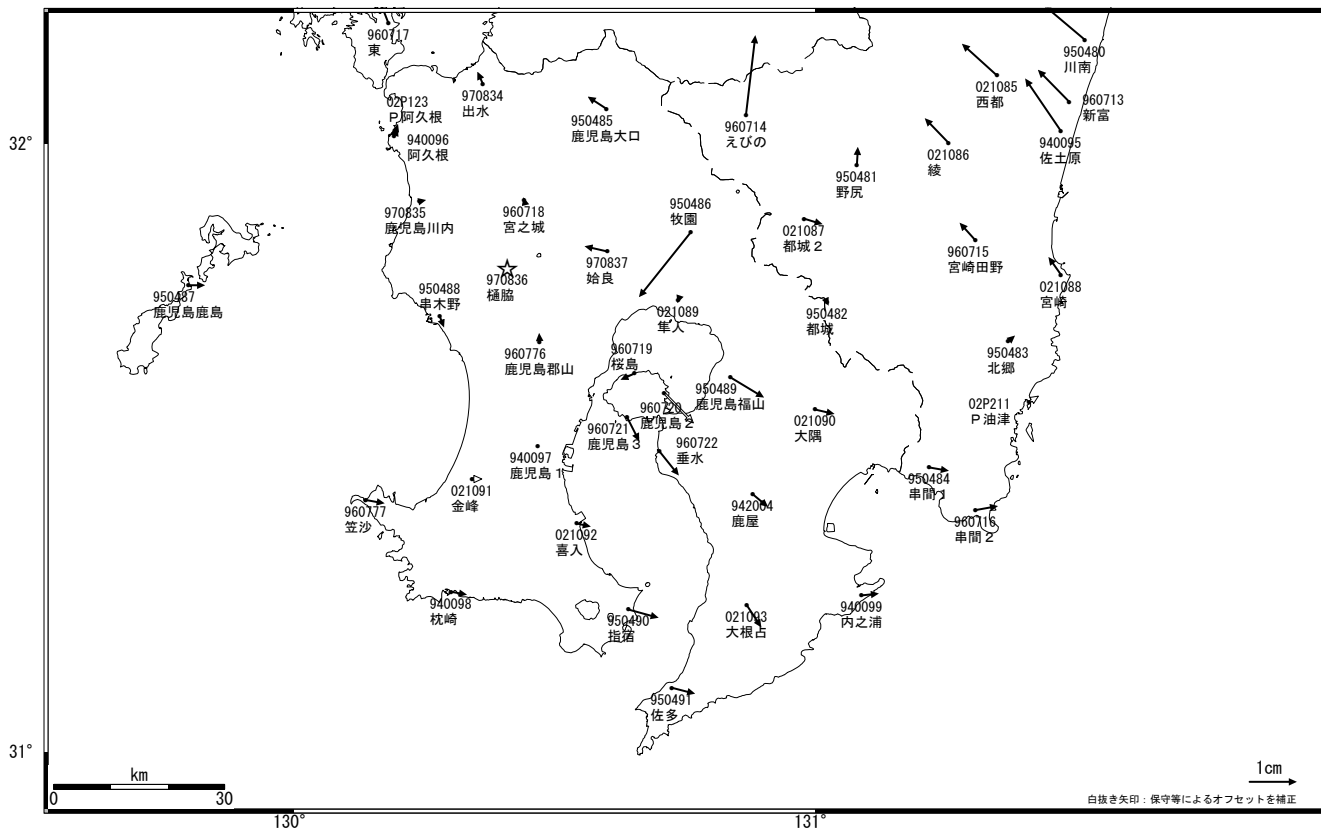 960717
東
950480
川南
970834
出水
021085
西都
02P123
Ｐ阿久根
950485
鹿児島大口
960713
新富
960714
えびの
940096
阿久根
940095
佐土原
32°
021086
綾
950481
野尻
970835
鹿児島川内
960718
宮之城
950486
牧園
021087
都城２
960715
宮崎田野
970837
姶良
970836
樋脇
021088
宮崎
950487
鹿児島鹿島
950488
串木野
021089
隼人
950482
都城
960776
鹿児島郡山
960719
桜島
950483
北郷
950489
鹿児島福山
960720
鹿児島２
02P211
Ｐ油津
960721
鹿児島３
021090
大隅
960722
垂水
940097
鹿児島１
950484
串間１
021091
金峰
960777
笠沙
942004
鹿屋
960716
串間２
021092
喜入
940098
枕崎
950490
指宿
021093
大根占
940099
内之浦
950491
佐多
31°
km
0
30
1cm
白抜き矢印：保守等によるオフセットを補正
130°
131°